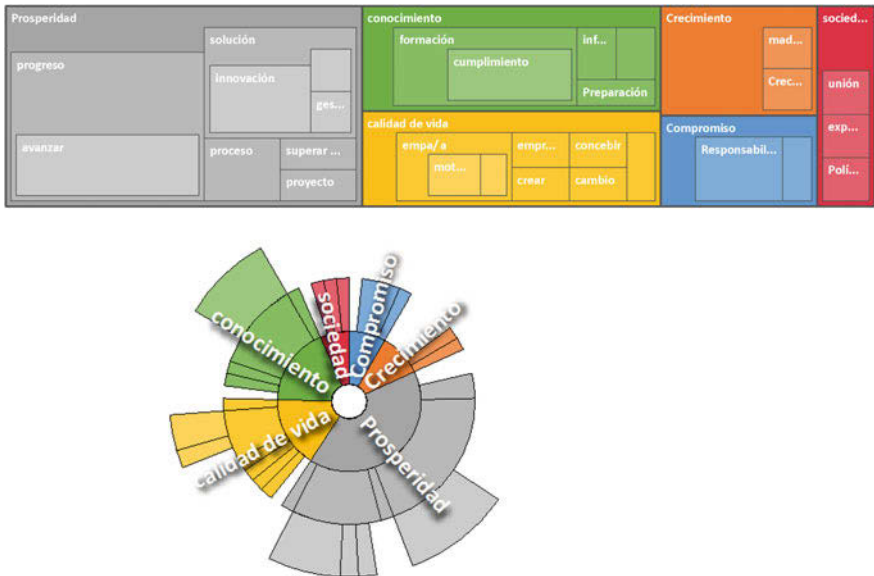 Prosperidad
progreso
avanzar
solución
innovación
ges...
proceso
superar ...
proyecto
conocimiento
formación
cumplimiento
inf...
Preparación
calidad de vida
empa/a
mot...
empr...
crear
concebir
cambio
Crecimiento
mad...
Crec...
Compromiso
Responsabil...
socied...
unión
exp...
Polí...
conocimiento
sociedad
Compromiso
Crecimiento
Prosperidad
calidad de vida